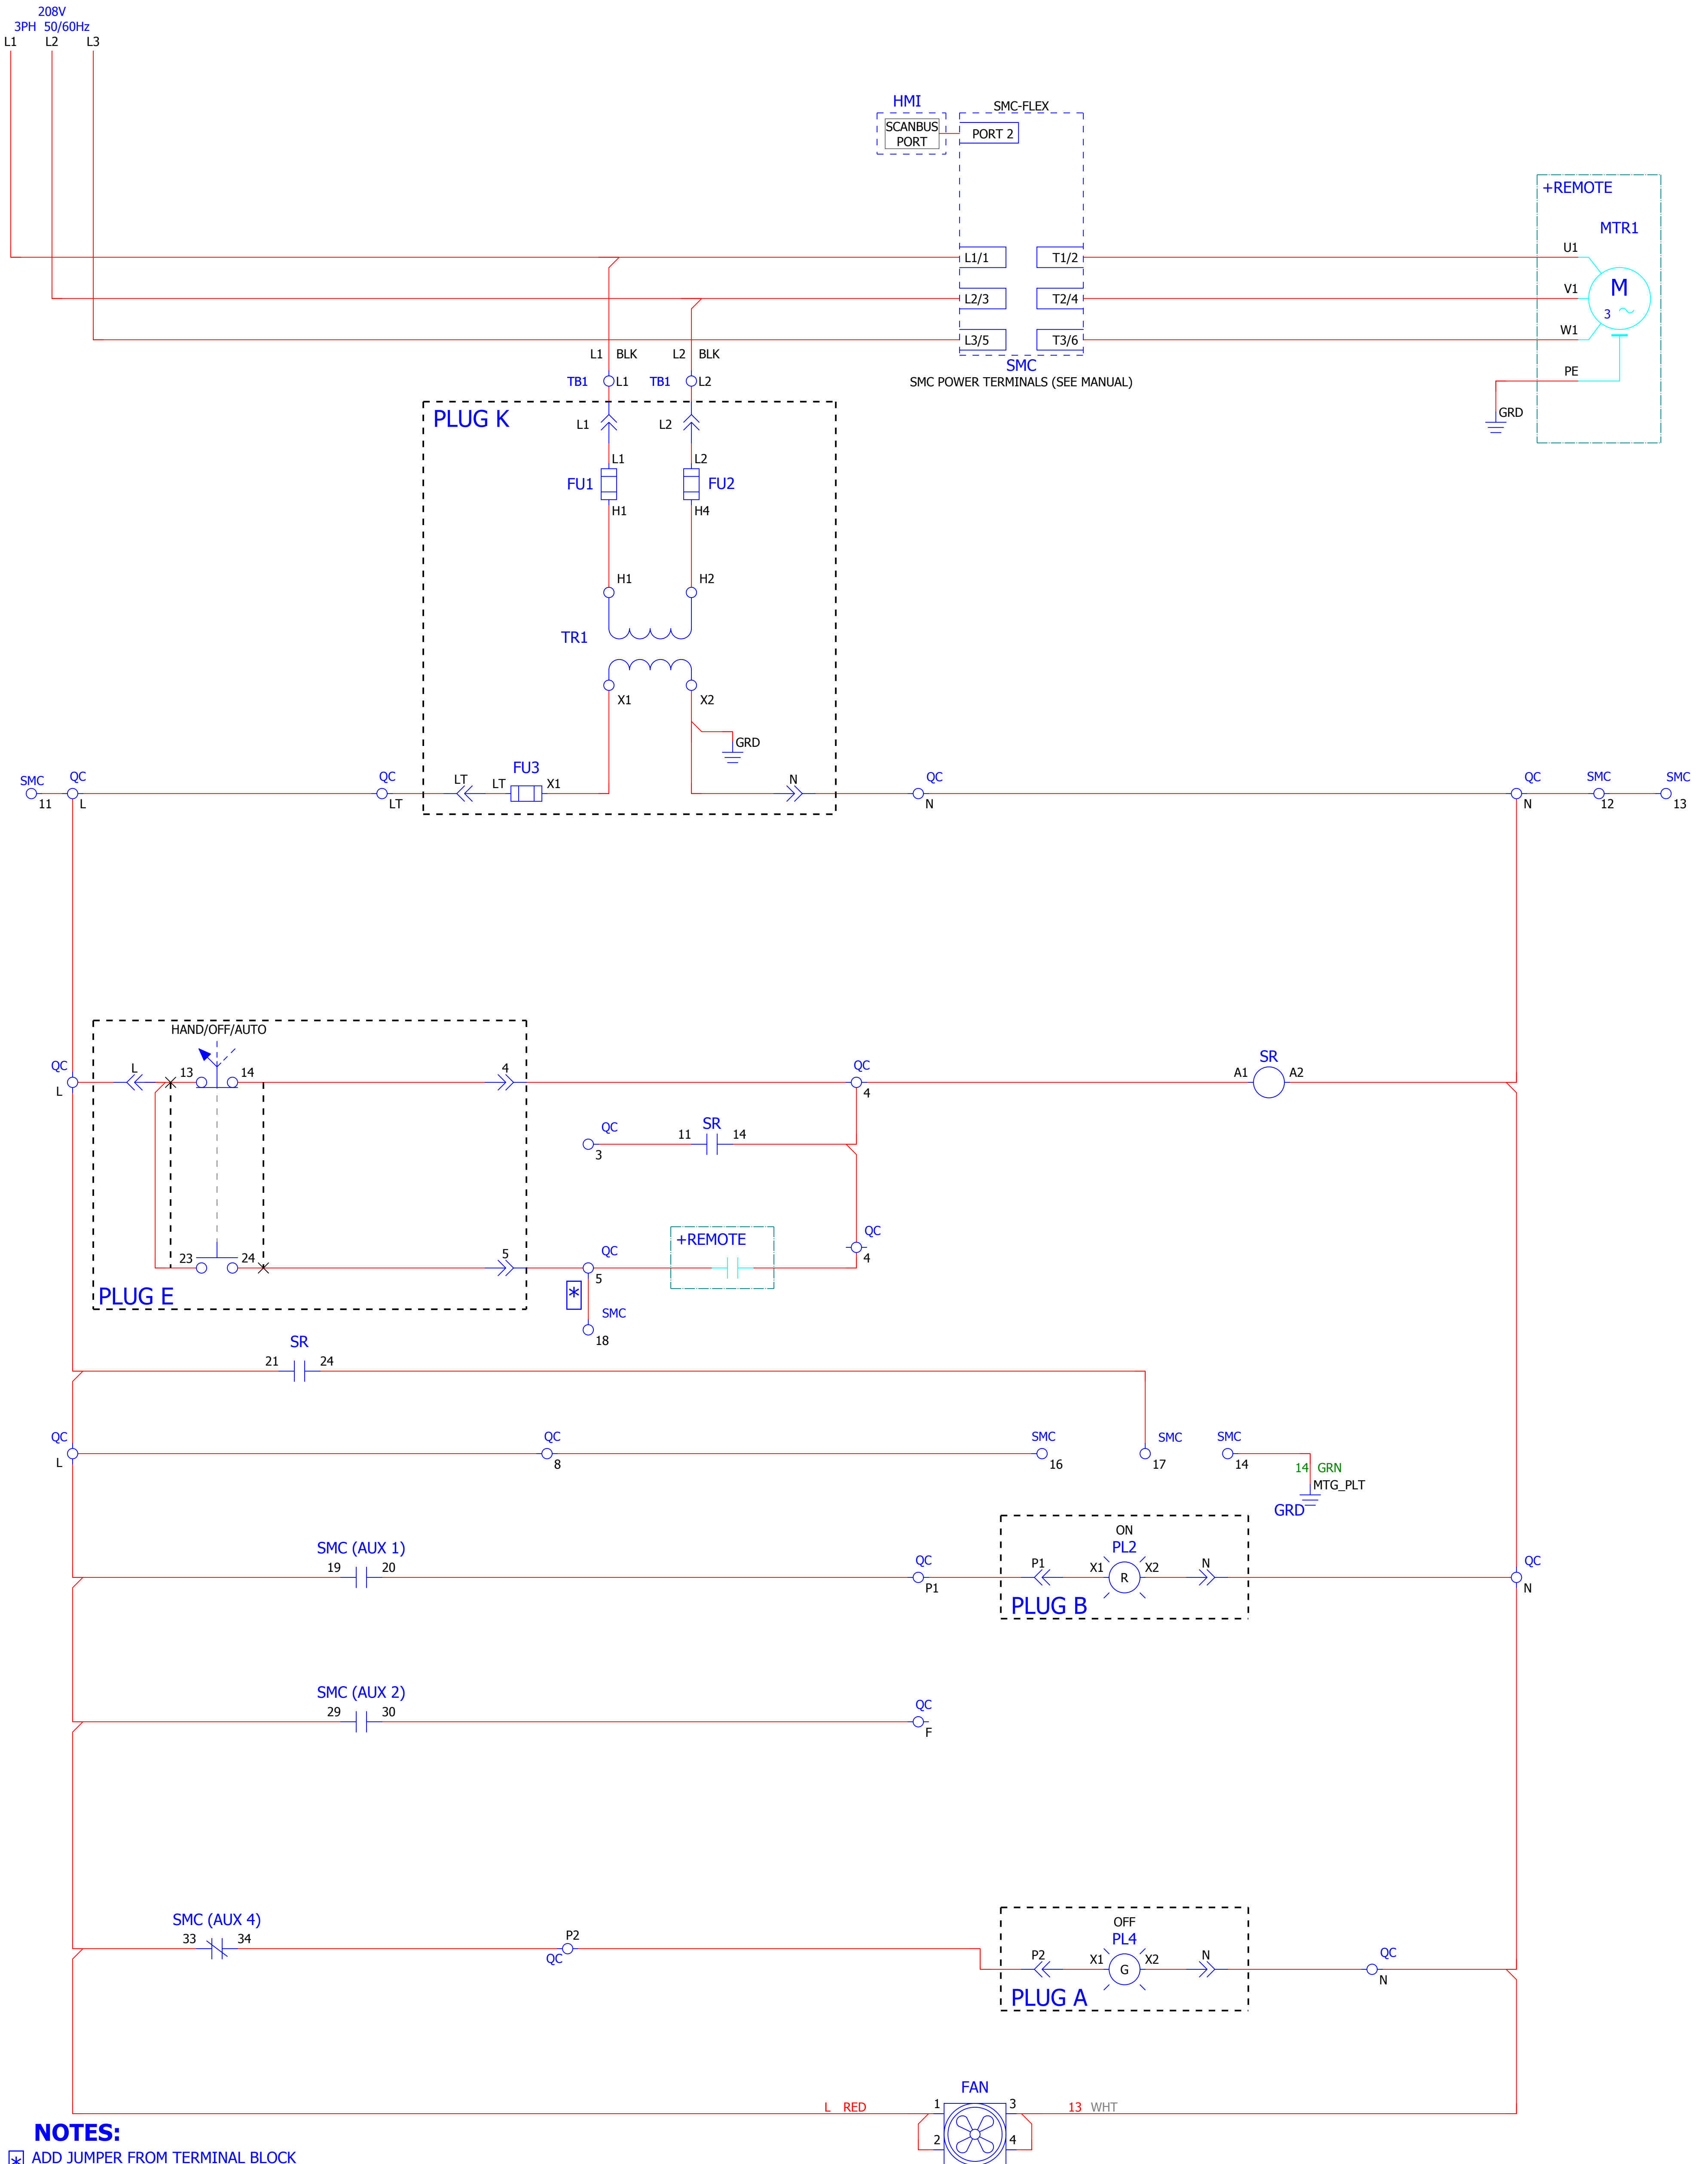 208V
3PH 50/60Hz
L1 L2 L3
HMI
SCANBUS
PORT
SMC-FLEX
PORT 2
+REMOTE
MTR1
L1/1 T1/2 U1
L2/3 T2/4 V1
M
3
L3/5 T3/6 W1
SMC
SMC POWER TERMINALS (SEE MANUAL)
PE
GRD
L1 BLK L2 BLK
TB1 L1 TB1 L2
PLUG K
L1 L2
L1 L2
FU1 FU2
H1 H4
H1 H2
TR1
X1 X2
GRD
SMC QC QC LT LT FU3 X1 N QC QC SMC SMC
11 L LT N N 12 13
HAND/OFF/AUTO
QC L 13 14 4 QC SR
L 4 A1 A2
QC 11 SR 14
3
+REMOTE QC
4
23 24 5 QC
5
PLUG E
*
SMC
18
SR
21 24
QC QC SMC SMC SMC
L 8 16 17 14
14 GRN
MTG_PLT
GRD
SMC (AUX 1)
19 20
QC
P1
ON
PL2
P1 X1 R X2 N
PLUG B
QC
N
SMC (AUX 2)
29 30
QC
F
SMC (AUX 4)
33 34
P2
QC
OFF
PL4
P2 X1 G X2 N
PLUG A
QC
N
FAN
L RED 1 3 13 WHT
2 4
NOTES:
* ADD JUMPER FROM TERMINAL BLOCK